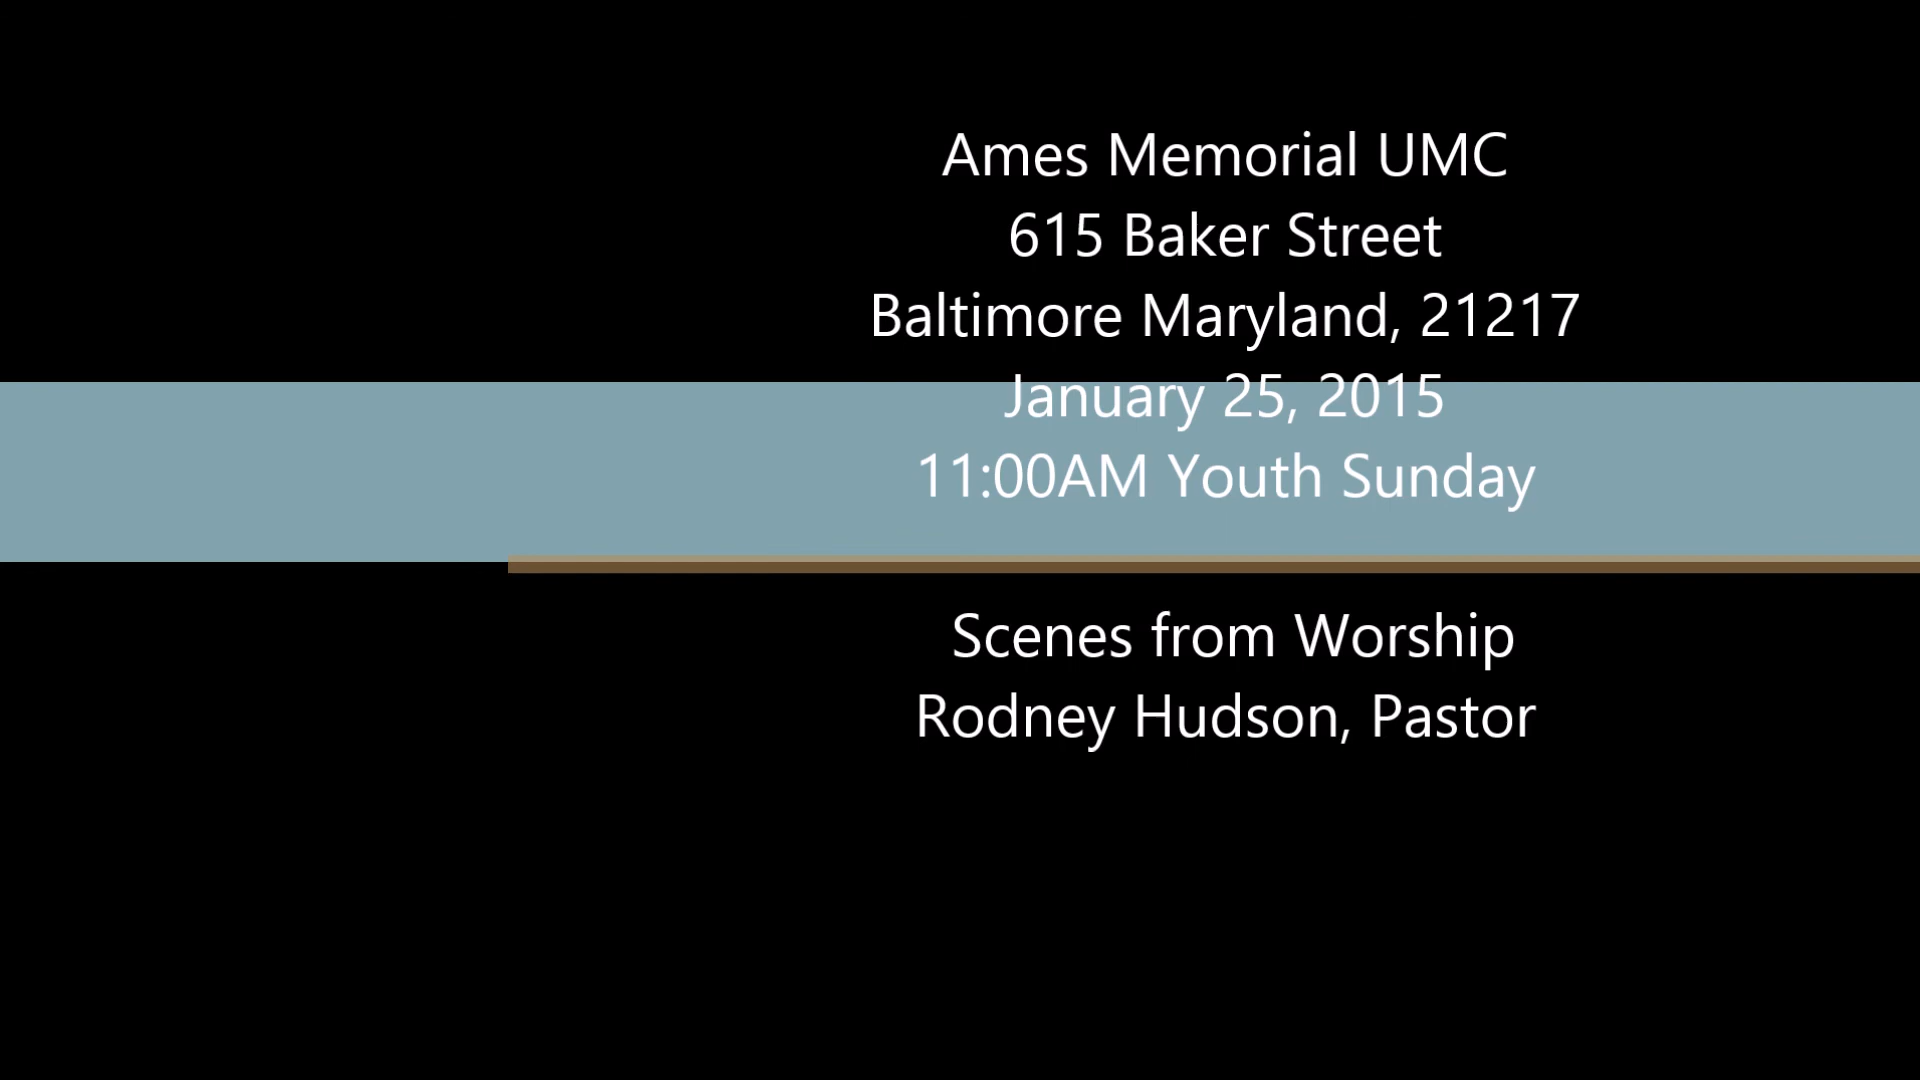 Ames Memorial UMC
615 Baker Street
Baltimore Maryland, 21217
January 25, 2015
11:00AM Youth Sunday
Scenes from Worship
Rodney Hudson, Pastor